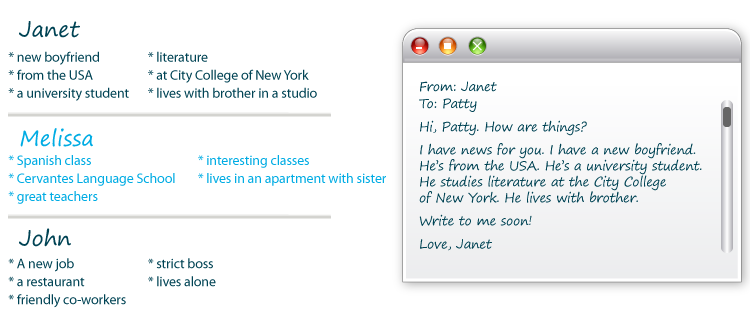 Janet
* new boyfriend
* from the USA
* a university student
* literature
* at City College of New York
* lives with brother in a studio
Melissa
* Spanish class
* Cervantes Language School
* great teachers
* interesting classes
* lives in an apartment with sister
John
* A new job
* a restaurant
* friendly co-workers
* strict boss
* lives alone
From: Janet
To: Patty
Hi, Patty. How are things?
I have news for you. I have a new boyfriend.
He's from the USA. He's a university student.
He studies literature at the City College
of New York. He lives with brother.
Write to me soon!
Love, Janet